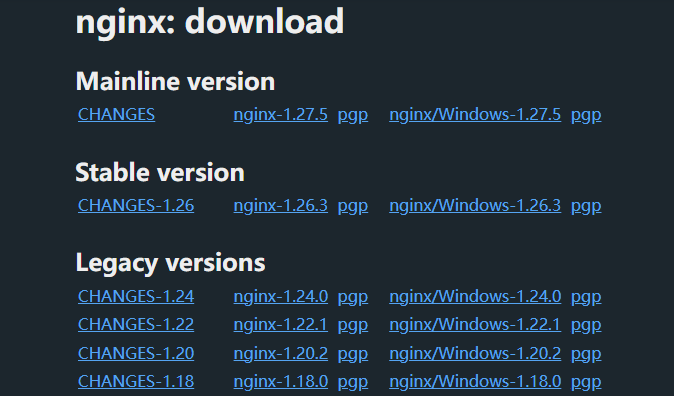 nginx: download
Mainline version
CHANGES nginx-1.27.5 pgp nginx/Windows-1.27.5 pgp
Stable version
CHANGES-1.26 nginx-1.26.3 pgp nginx/Windows-1.26.3 pgp
Legacy versions
CHANGES-1.24 nginx-1.24.0 pgp nginx/Windows-1.24.0 pgp
CHANGES-1.22 nginx-1.22.1 pgp nginx/Windows-1.22.1 pgp
CHANGES-1.20 nginx-1.20.2 pgp nginx/Windows-1.20.2 pgp
CHANGES-1.18 nginx-1.18.0 pgp nginx/Windows-1.18.0 pgp